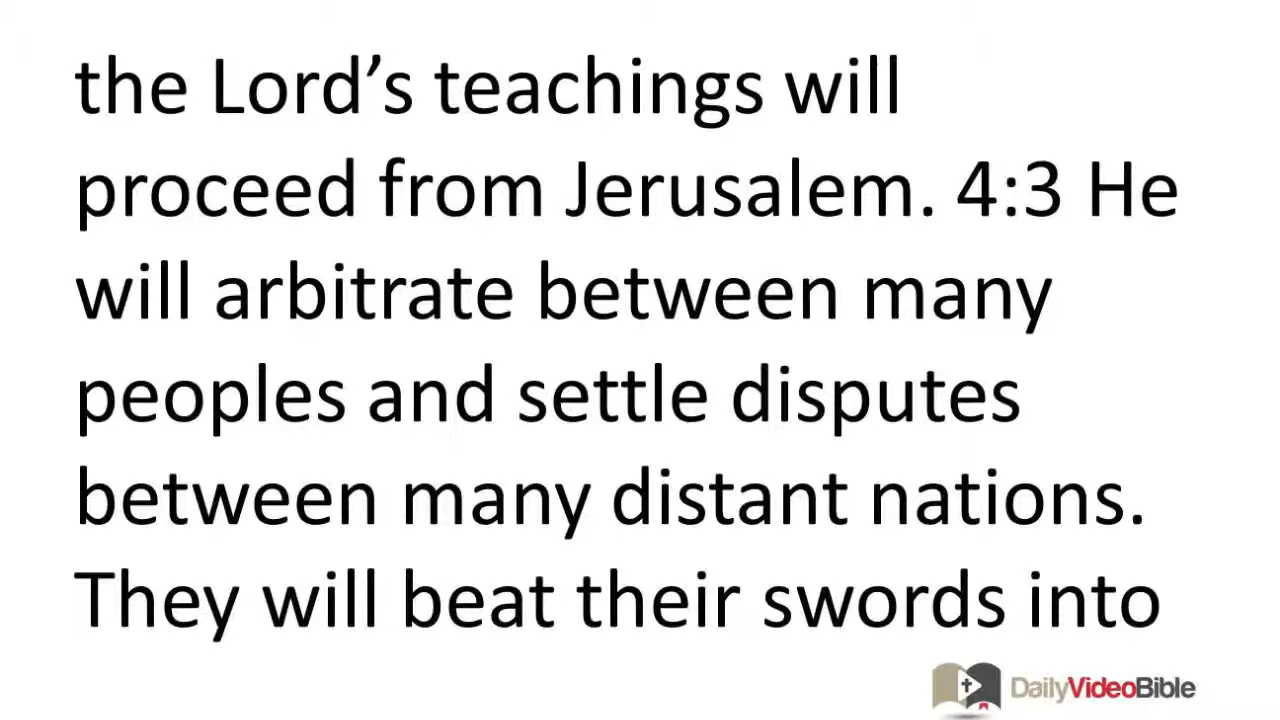 the Lord’s teachings will
proceed from Jerusalem. 4:3 He
will arbitrate between many
peoples and settle disputes
between many distant nations.
They will beat their swords into
DailyVideoBible